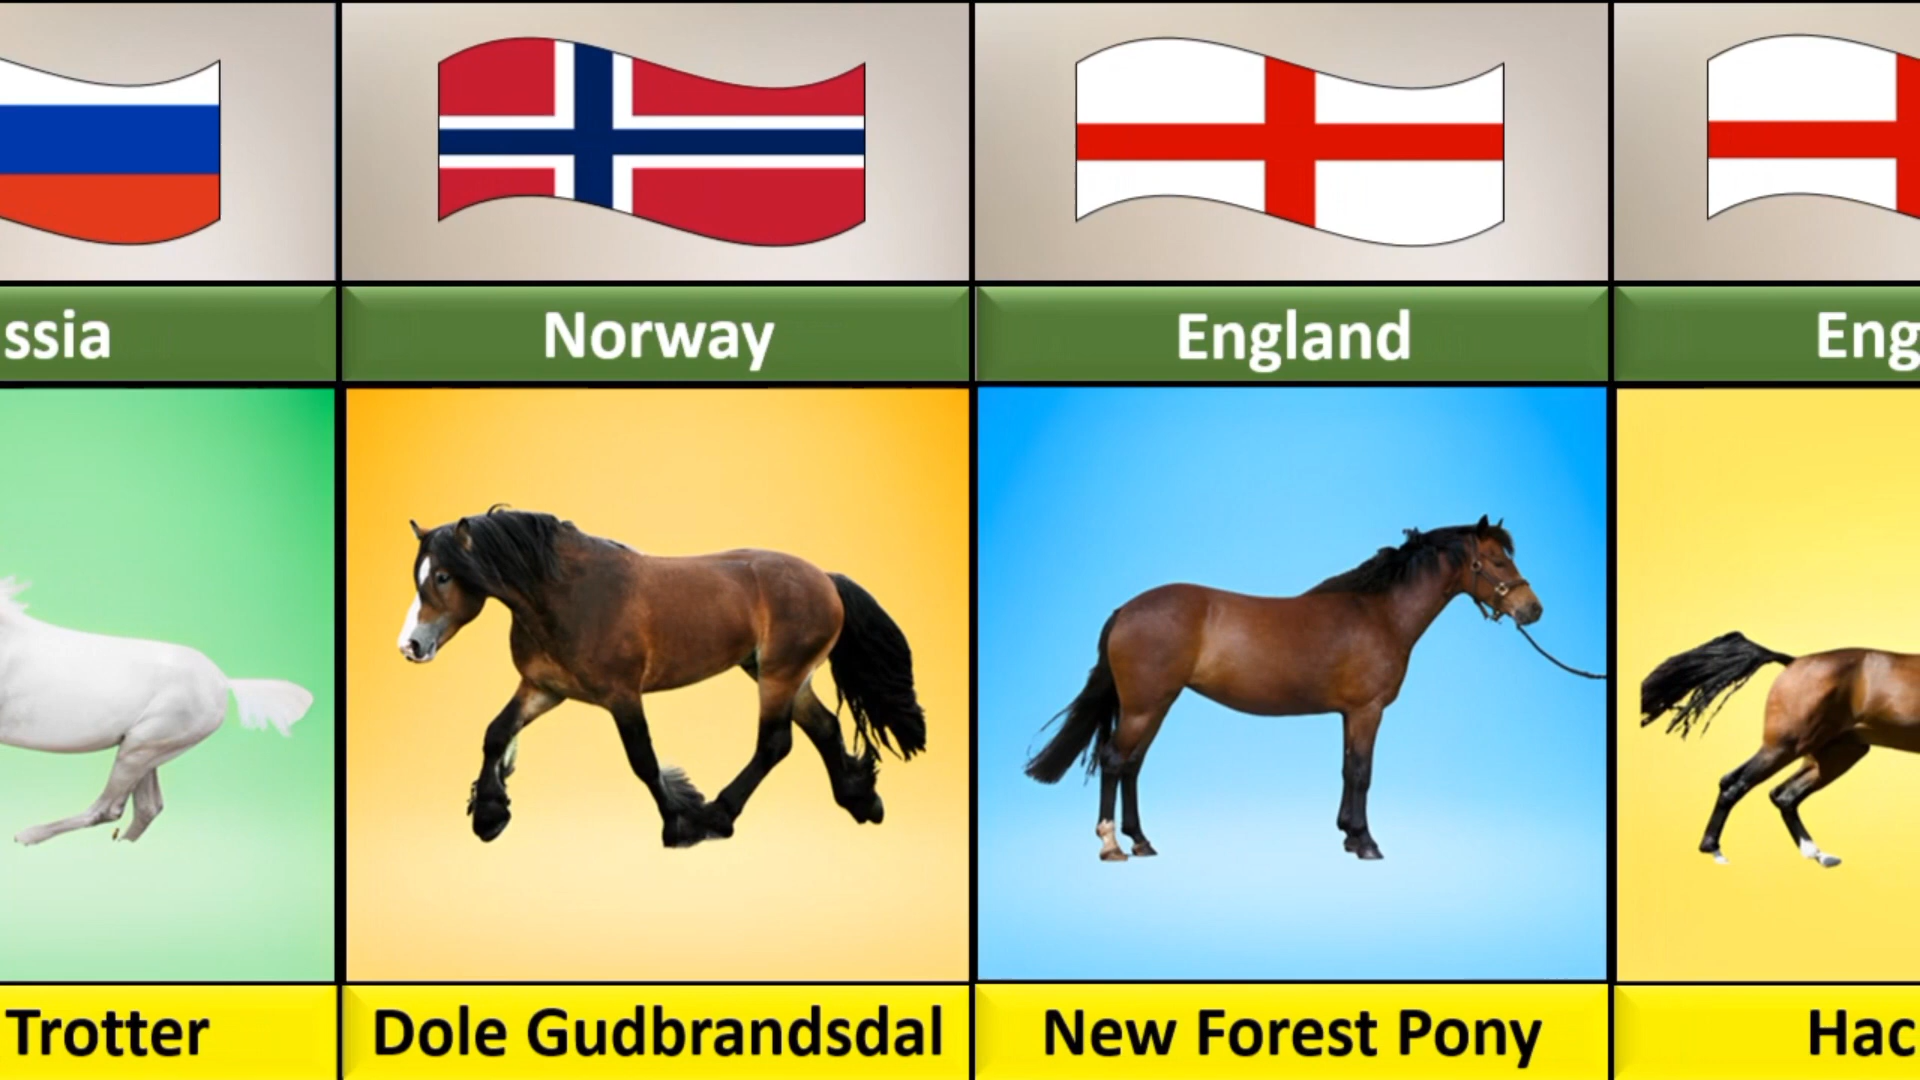 ssia
Norway
England
Eng
Trotter
Dole Gudbrandsdal
New Forest Pony
Hac